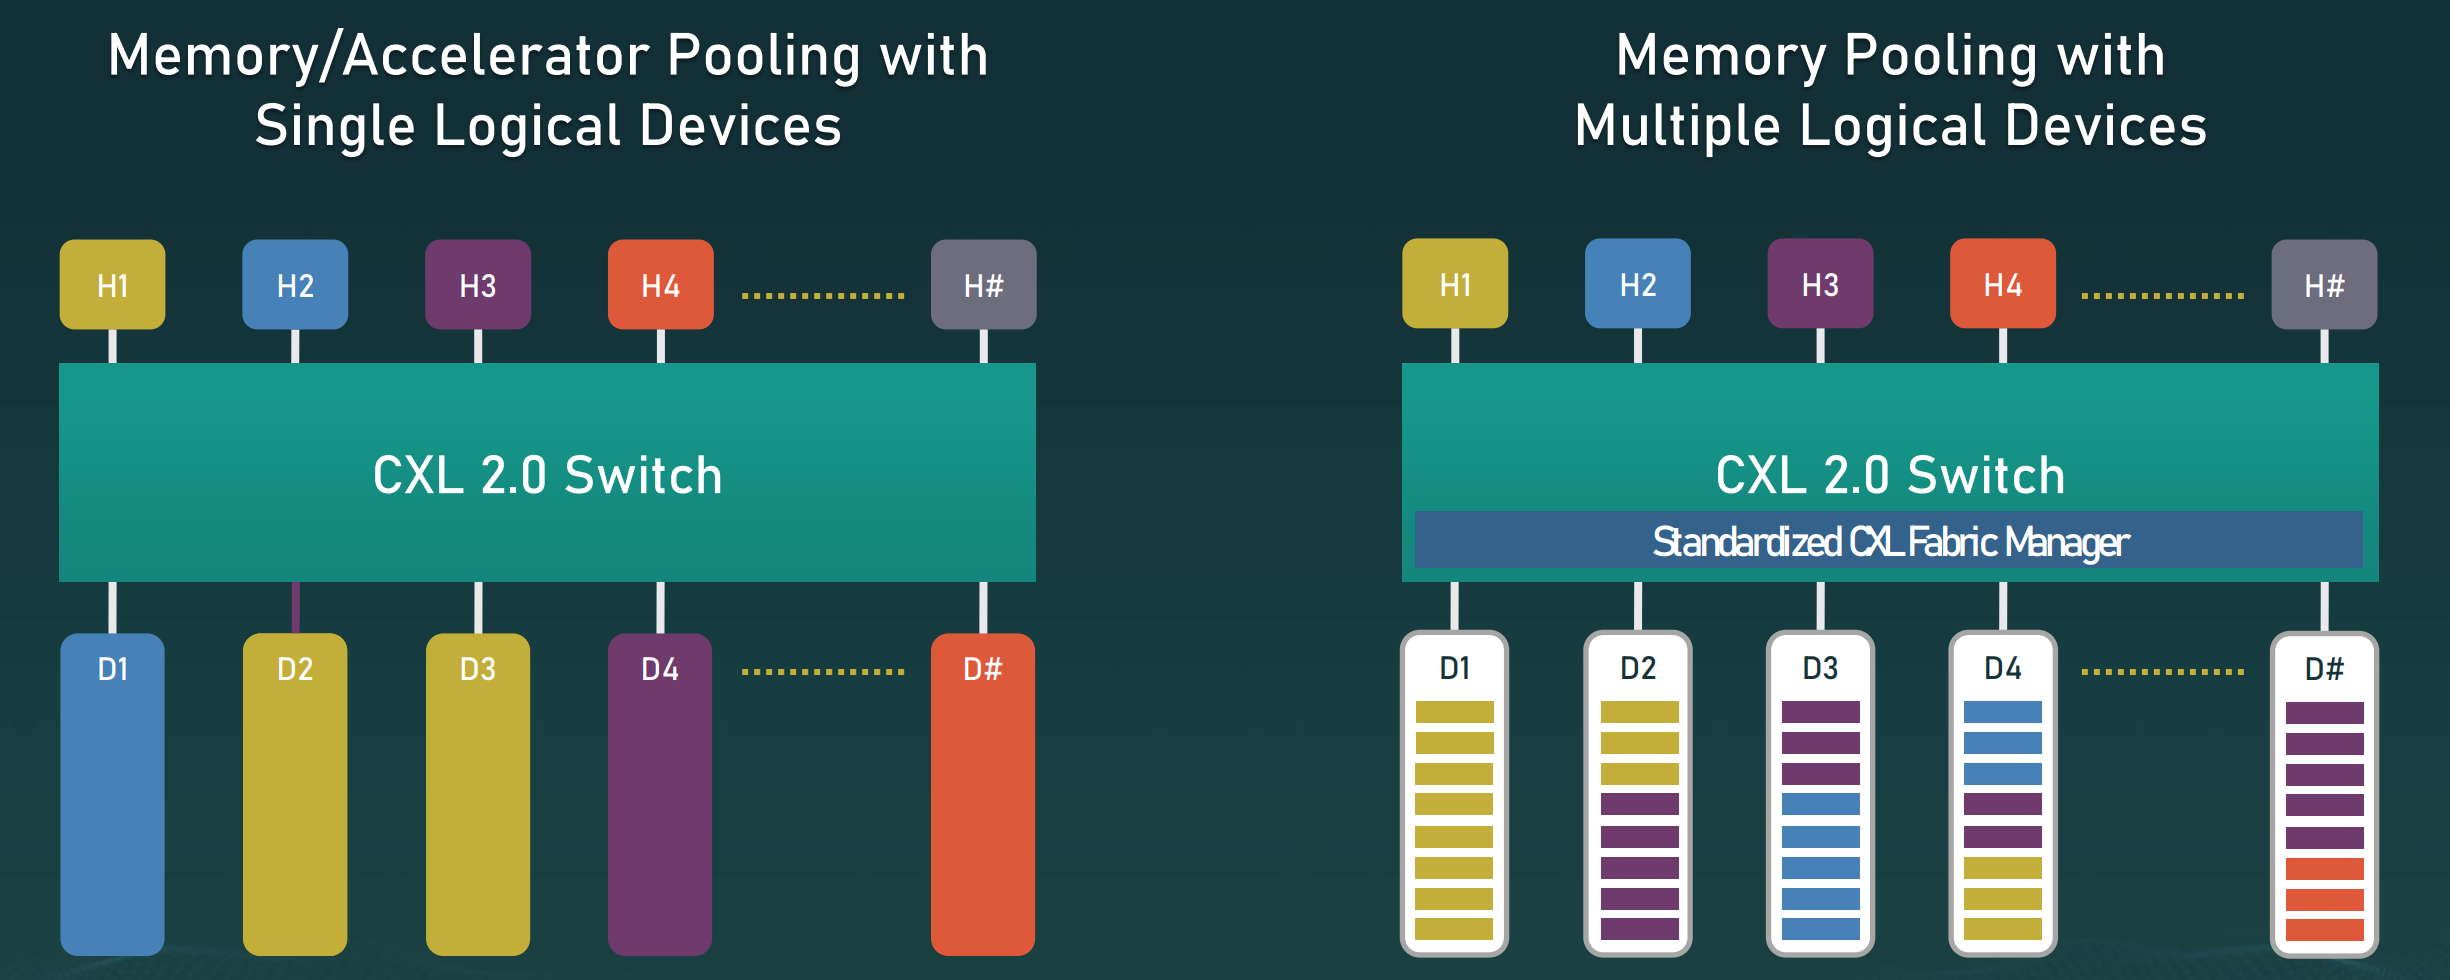 Memory/Accelerator Pooling with
Single Logical Devices
H1 H2 H3 H4 H#
CXL 2.0 Switch
D1 D2 D3 D4 D#
Memory Pooling with
Multiple Logical Devices
H1 H2 H3 H4 H#
CXL 2.0 Switch
Standardized CXL Fabric Manager
D1 D2 D3 D4 D#